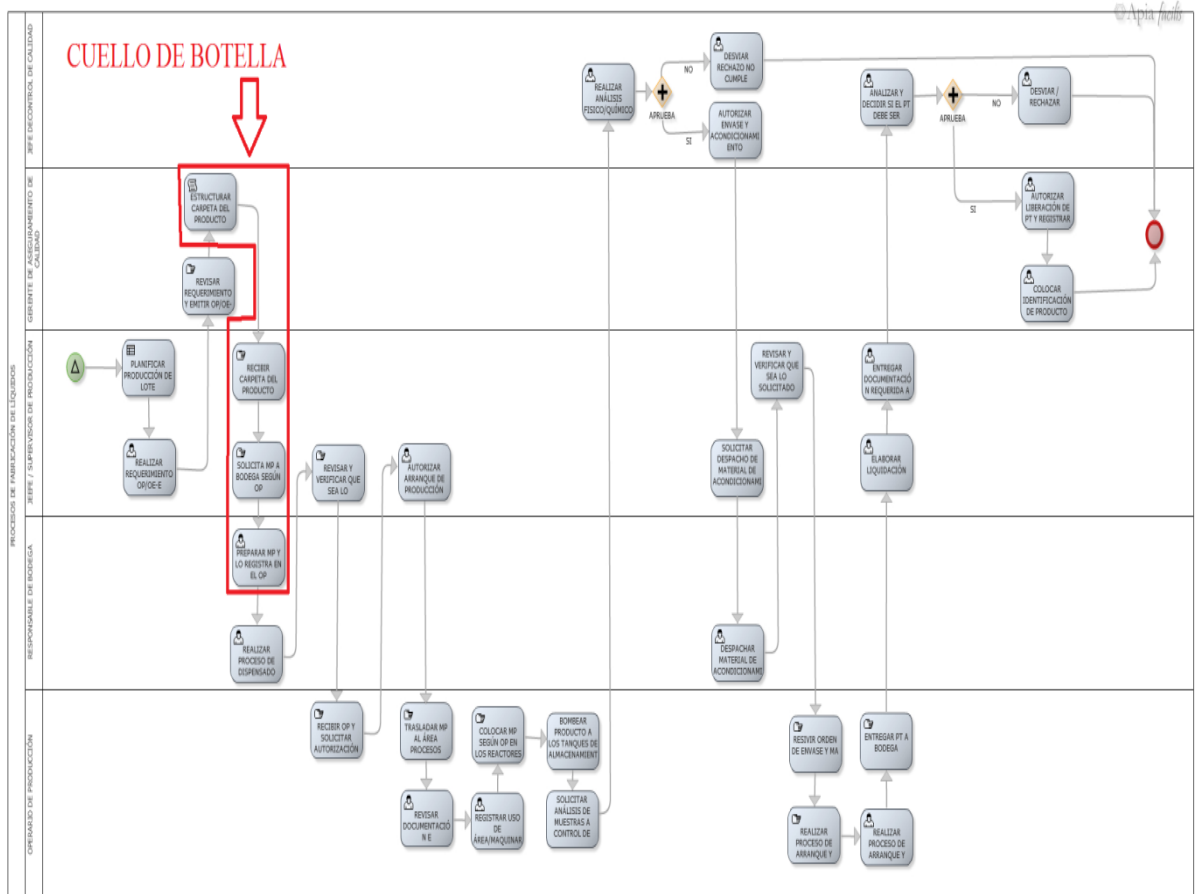 Apia facilis
CUELLO DE BOTELLA
PROCESOS DE FABRICACIÓN DE LÍQUIDOS
JEFE DECONTROL DE CALIDAD
REALIZAR
ANÁLISIS
FISICO/QUÍMICO
APRUEBA
NO
SI
DESVIAR
RECHAZO NO
CUMPLE
AUTORIZAR
ENVASE Y
ACONDICIONAMI
ENTO
ANALIZAR Y
DECIDIR SI EL PT
DEBE SER
APRUEBA
NO
SI
DESVIAR /
RECHAZAR
GERENTE DE ASEGURAMIENTO DE
CALIDAD
ESTRUCTURAR
CARPETA DEL
PRODUCTO
REVISAR
REQUERIMIENTO
Y EMITIR OP/OE-
AUTORIZAR
LIBERACIÓN DE
PT Y REGISTRAR
COLOCAR
IDENTIFICACIÓN
DE PRODUCTO
JEEFE / SUPERVISOR DE PRODUCCIÓN
PLANIFICAR
PRODUCCIÓN DE
LOTE
REALIZAR
REQUERIMIENTO
OP/OE-E
RECIBIR
CARPETA DEL
PRODUCTO
SOLICITA MP A
BODEGA SEGÚN
OP
REVISAR Y
VERIFICAR QUE
SEA LO
AUTORIZAR
ARRANQUE DE
PRODUCCIÓN
SOLICITAR
DESPACHO DE
MATERIAL DE
ACONDICIONAMI
REVISAR Y
VERIFICAR QUE
SEA LO
SOLICITADO
ENTREGAR
DOCUMENTACIÓ
N REQUERIDA A
ELABORAR
LIQUIDACIÓN
RESPONSABLE DE BODEGA
PREPARAR MP Y
LO REGISTRA EN
EL OP
REALIZAR
PROCESO DE
DISPENSADO
DESPACHAR
MATERIAL DE
ACONDICIONAMI
OPERARIO DE PRODUCCIÓN
RECIBIR OP Y
SOLICITAR
AUTORIZACIÓN
TRASLADAR MP
AL ÁREA
PROCESOS
REVISAR
DOCUMENTACIÓ
N E
COLOCAR MP
SEGÚN OP EN
LOS REACTORES
REGISTRAR USO
DE
ÁREA/MAQUINAR
BOMBEAR
PRODUCTO A
LOS TANQUES DE
ALMACENAMIENT
SOLICITAR
ANÁLISIS DE
MUESTRAS A
CONTROL DE
RESIVIR ORDEN
DE ENVASE Y MA
REALIZAR
PROCESO DE
ARRANQUE Y
ENTREGAR PT A
BODEGA
REALIZAR
PROCESO DE
ARRANQUE Y